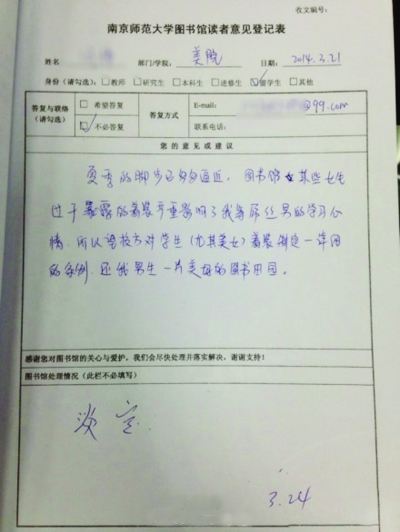 收文编号：
南京师范大学图书馆读者意见登记表
姓名 部门/学院： 美院 日期： 2014.3.21
身份（请勾选） □教师 □研究生 □本科生 □进修生 ☑留学生 □其他
答复与联络（请勾选） □ 希望答复 ☑ 不必答复 答复方式 E-mail: @99.com 联系电话：
您的意见或建议
夏季的脚步已匆匆逼近，图书馆某些女生
过于暴露的着装严重影响了我等屌丝男的学习心
情，所以望校方对学生（尤其美女）着装制定一详细
的条例，还我男生一片美好的图书田园。
感谢您对图书馆的关心与爱护，我们会尽快处理并落实解决，谢谢支持！
图书馆处理情况（此栏不必填写）
淡定.
3.24